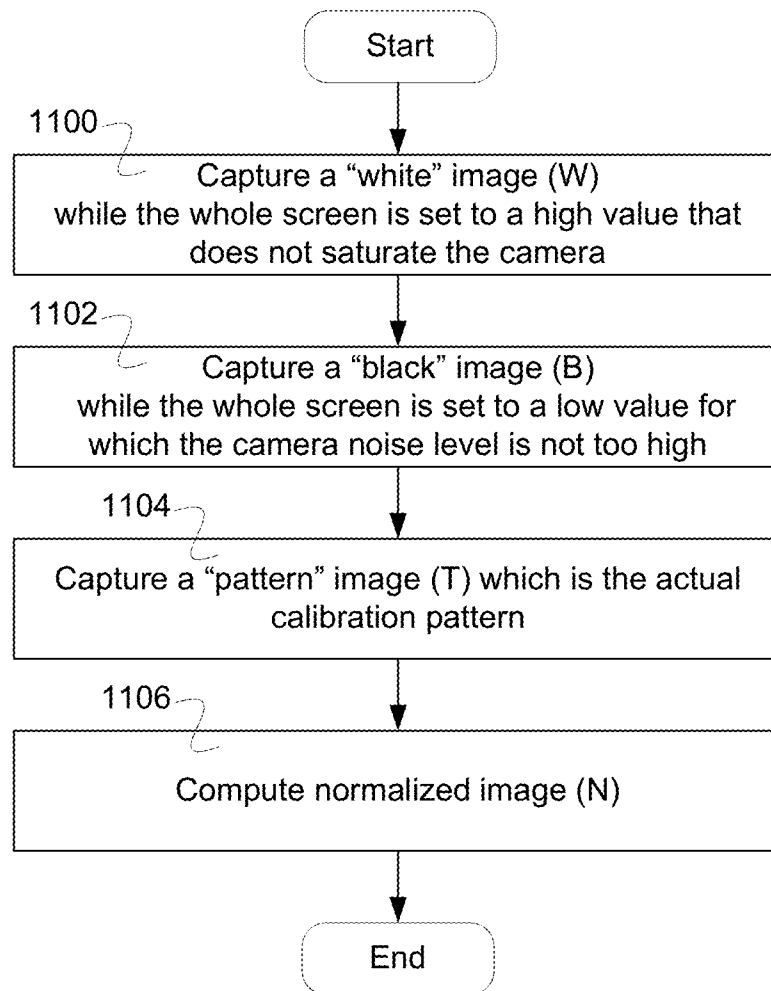 Start
1100
Capture a “white” image (W)
while the whole screen is set to a high value that
does not saturate the camera
1102
Capture a “black” image (B)
while the whole screen is set to a low value for
which the camera noise level is not too high
1104
Capture a “pattern” image (T) which is the actual
calibration pattern
1106
Compute normalized image (N)
End